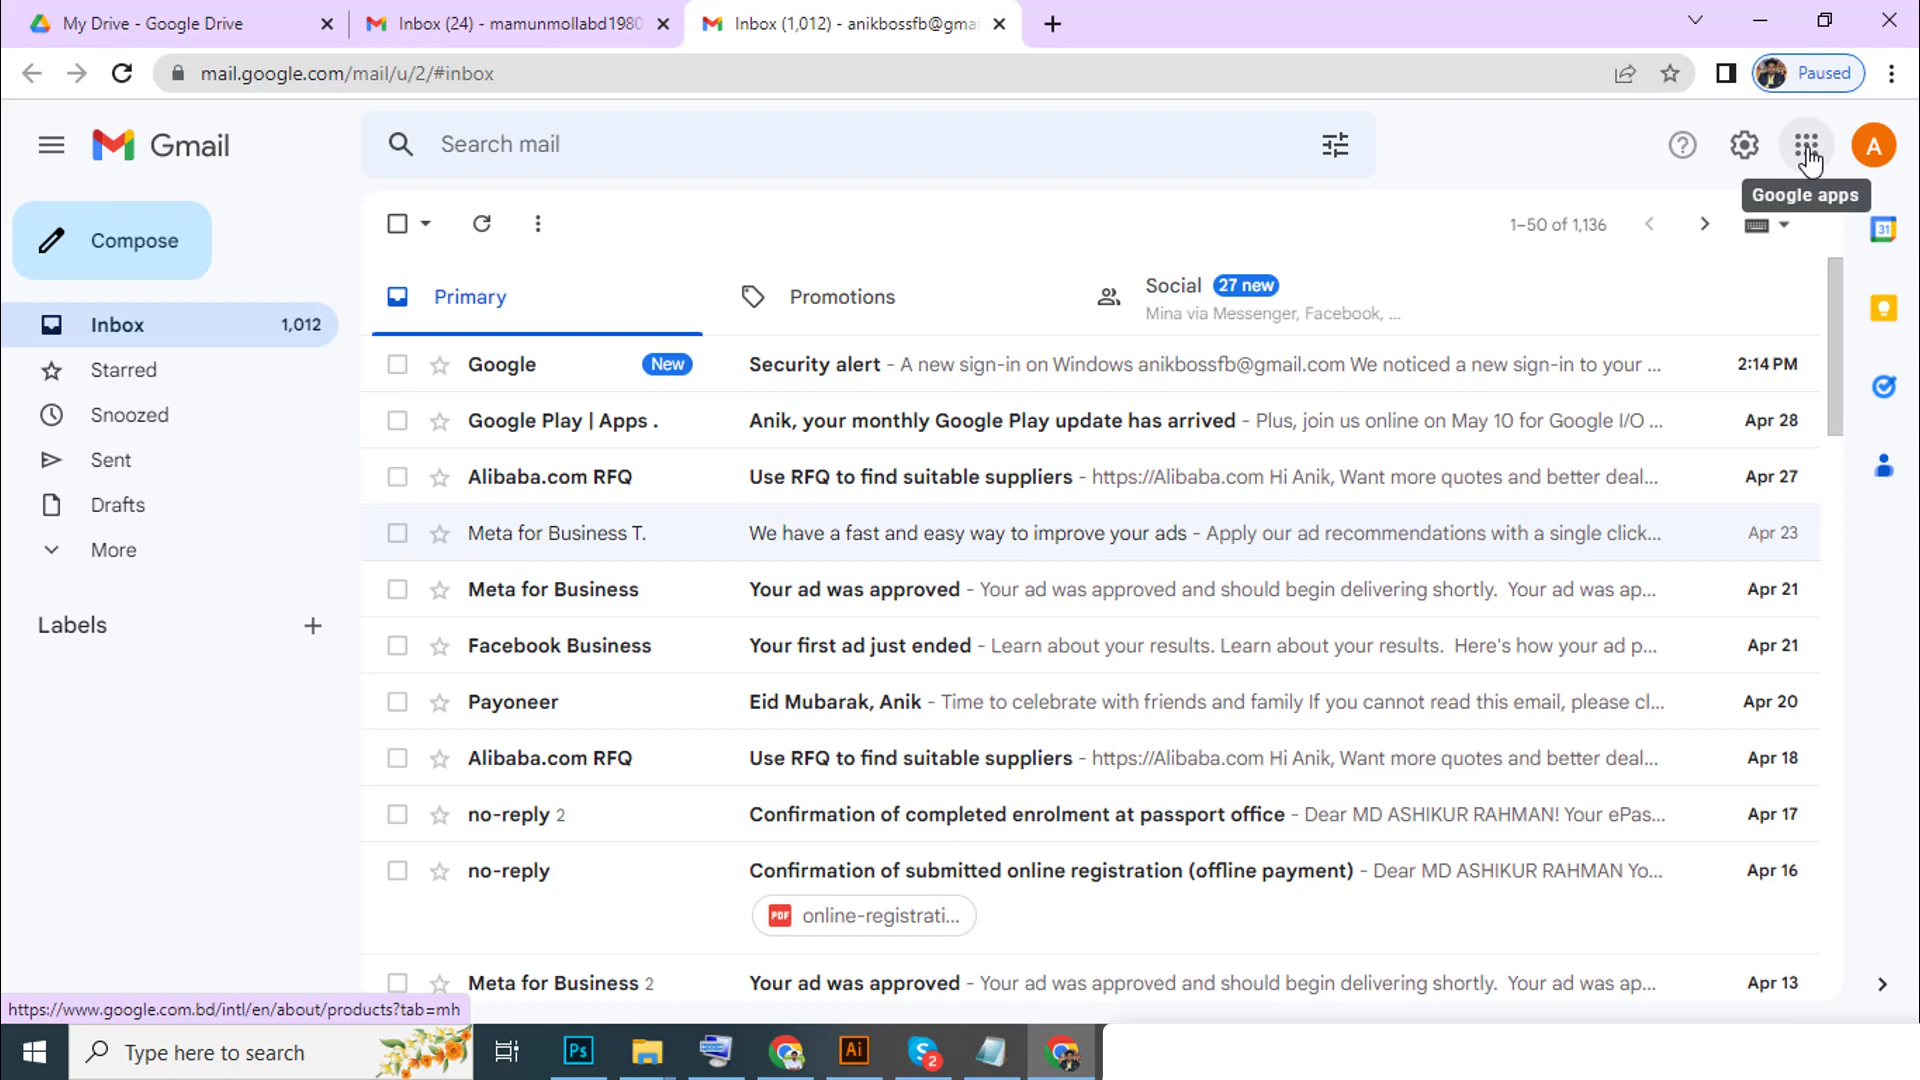 My Drive - Google Drive
Inbox (24) - mamunmollabd1980
Inbox (1,012) - anikbossfb@gma
mail.google.com/mail/u/2/#inbox
Paused
Gmail
Search mail
A
Google apps
Compose
1–50 of 1,136
31
Primary
Promotions
Social 27 new
Mina via Messenger, Facebook, ...
Inbox 1,012
Starred
Snoozed
Sent
Drafts
More
Labels
Google New Security alert - A new sign-in on Windows anikbossfb@gmail.com We noticed a new sign-in to your ... 2:14 PM
Google Play | Apps . Anik, your monthly Google Play update has arrived - Plus, join us online on May 10 for Google I/O ... Apr 28
Alibaba.com RFQ Use RFQ to find suitable suppliers - https://Alibaba.com Hi Anik, Want more quotes and better deal... Apr 27
Meta for Business T. We have a fast and easy way to improve your ads - Apply our ad recommendations with a single click... Apr 23
Meta for Business Your ad was approved - Your ad was approved and should begin delivering shortly. Your ad was ap... Apr 21
Facebook Business Your first ad just ended - Learn about your results. Learn about your results. Here's how your ad p... Apr 21
Payoneer Eid Mubarak, Anik - Time to celebrate with friends and family If you cannot read this email, please cl... Apr 20
Alibaba.com RFQ Use RFQ to find suitable suppliers - https://Alibaba.com Hi Anik, Want more quotes and better deal... Apr 18
no-reply 2 Confirmation of completed enrolment at passport office - Dear MD ASHIKUR RAHMAN! Your ePas... Apr 17
no-reply Confirmation of submitted online registration (offline payment) - Dear MD ASHIKUR RAHMAN Yo... Apr 16
PDF online-registrati...
Meta for Business 2 Your ad was approved - Your ad was approved and should begin delivering shortly. Your ad was ap... Apr 13
https://www.google.com.bd/intl/en/about/products?tab=mh
Type here to search
Ps
Ai
S 2